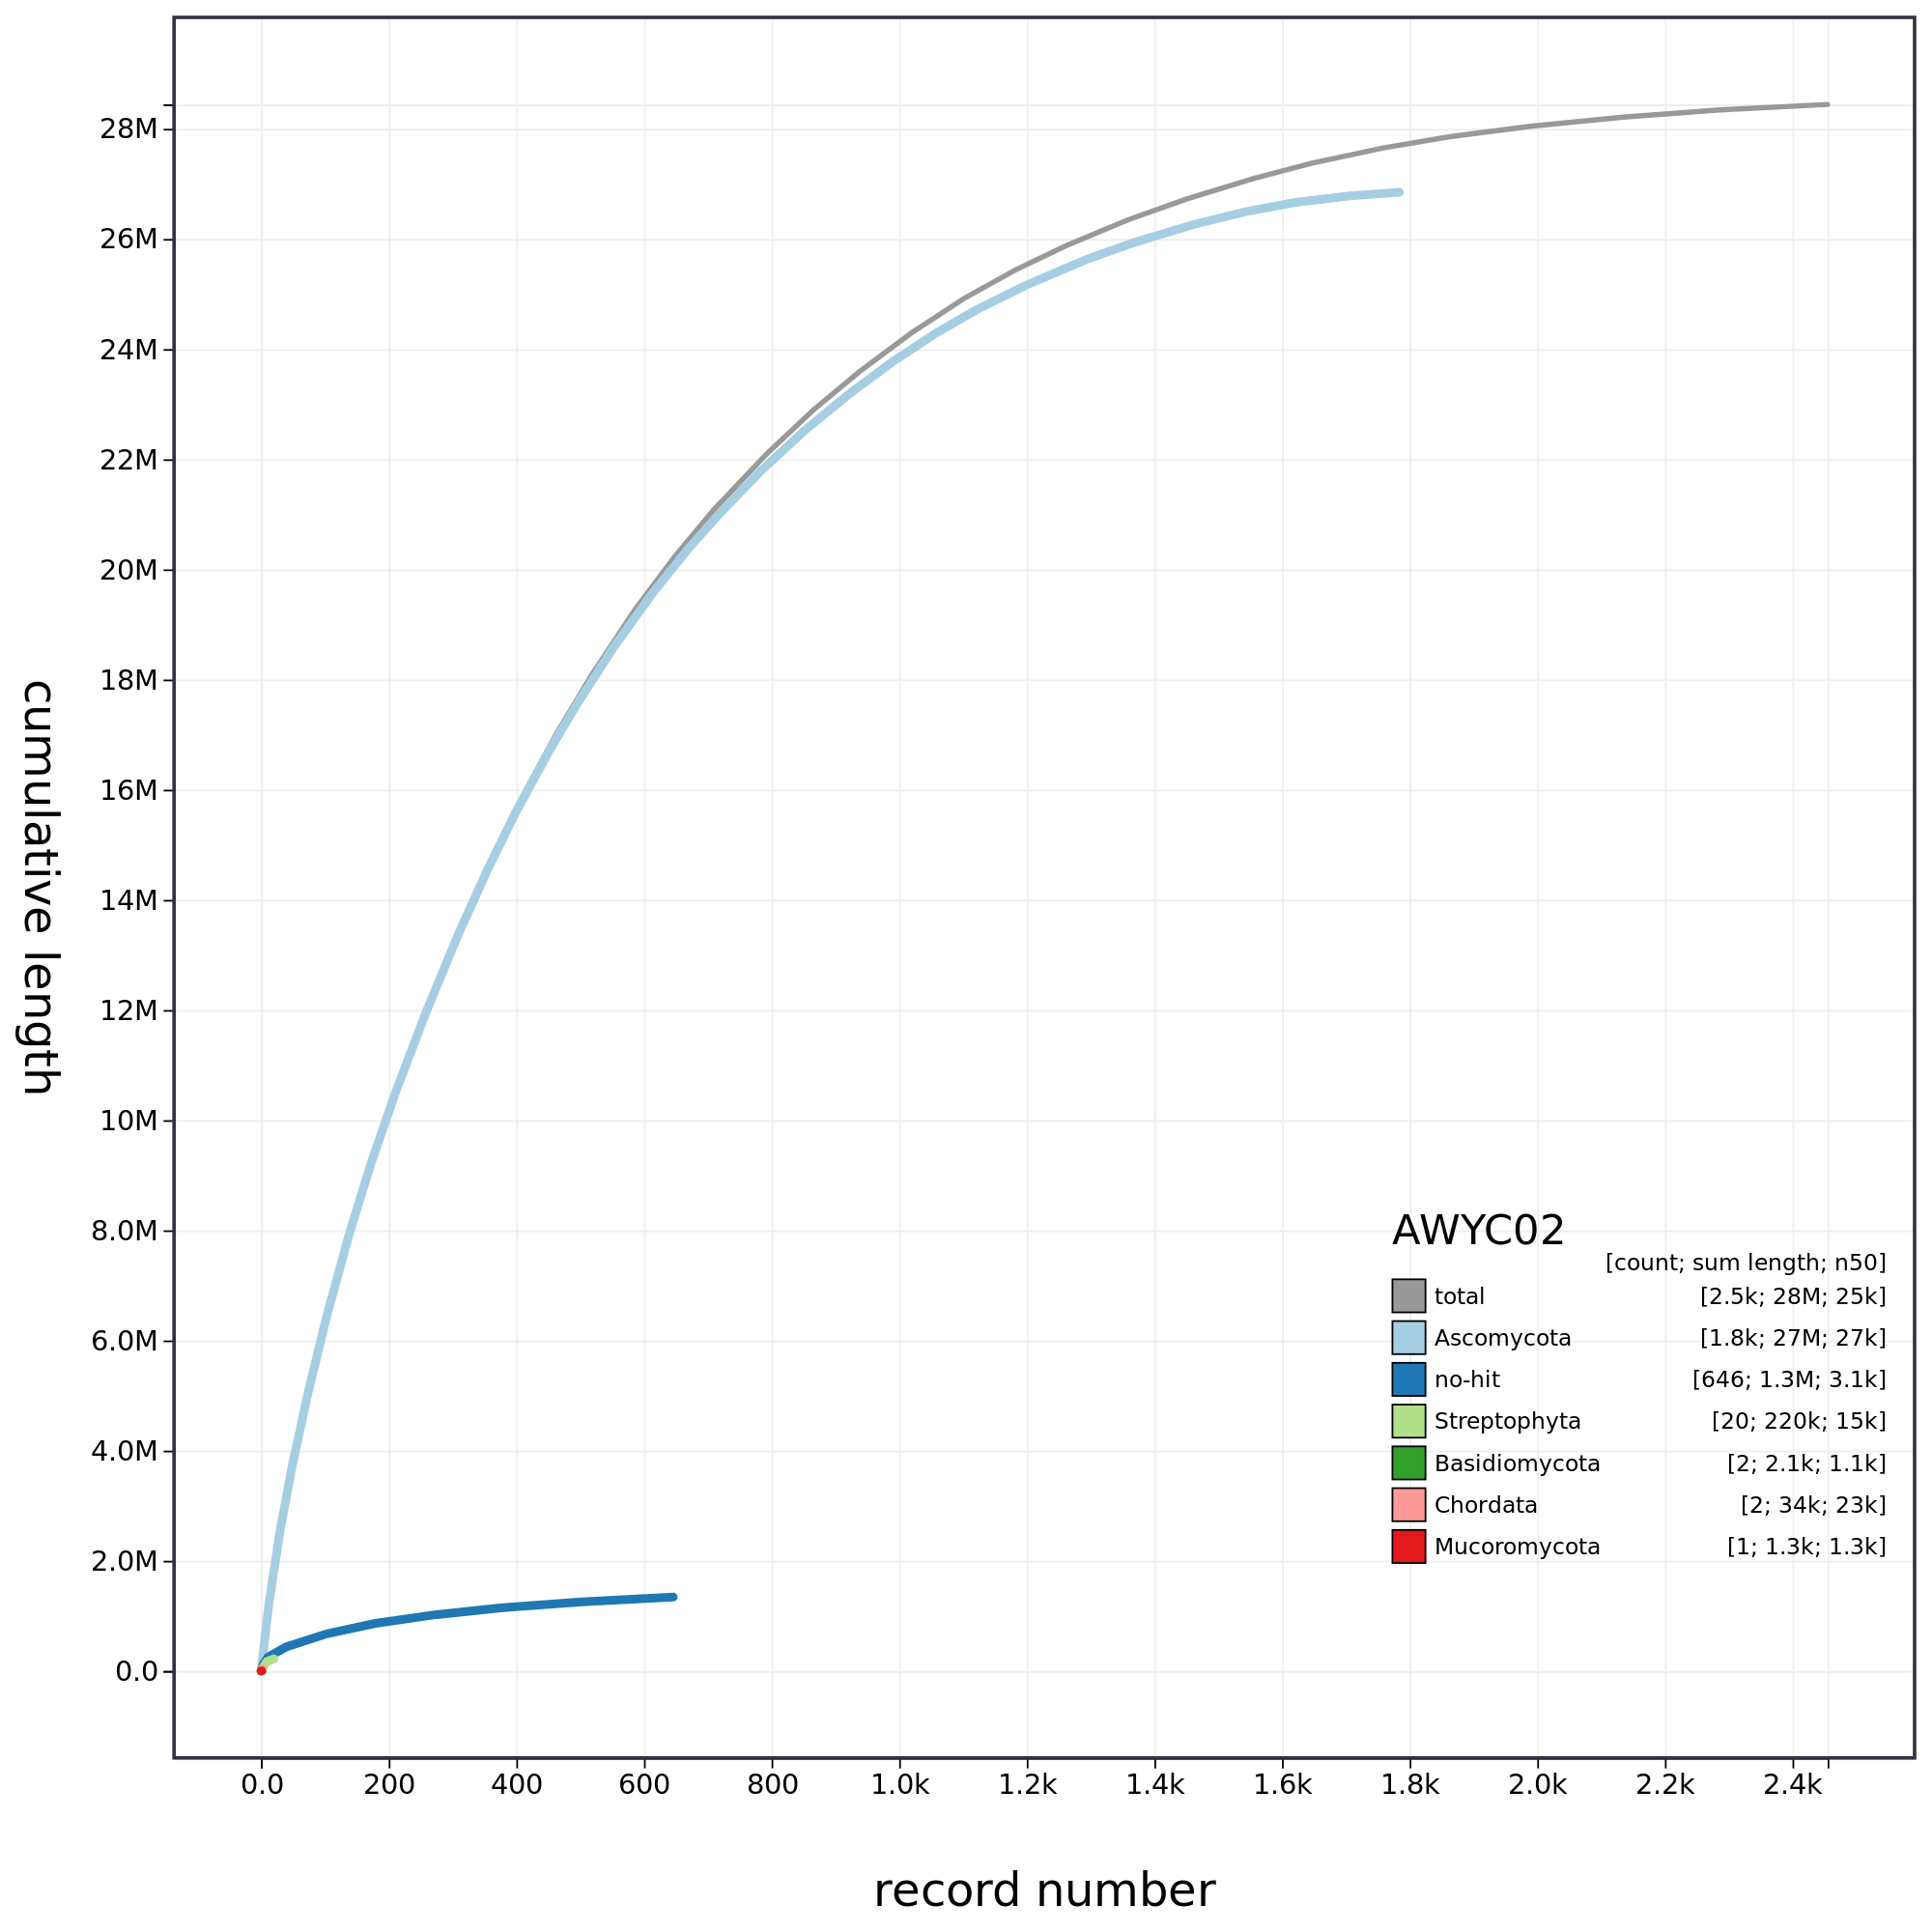 28M
26M
24M
22M
20M
18M
16M
14M
12M
10M
8.0M
6.0M
4.0M
2.0M
0.0
cumulative length
AWYC02
[count; sum length; n50]
total [2.5k; 28M; 25k]
Ascomycota [1.8k; 27M; 27k]
no-hit [646; 1.3M; 3.1k]
Streptophyta [20; 220k; 15k]
Basidiomycota [2; 2.1k; 1.1k]
Chordata [2; 34k; 23k]
Mucoromycota [1; 1.3k; 1.3k]
0.0 200 400 600 800 1.0k 1.2k 1.4k 1.6k 1.8k 2.0k 2.2k 2.4k
record number